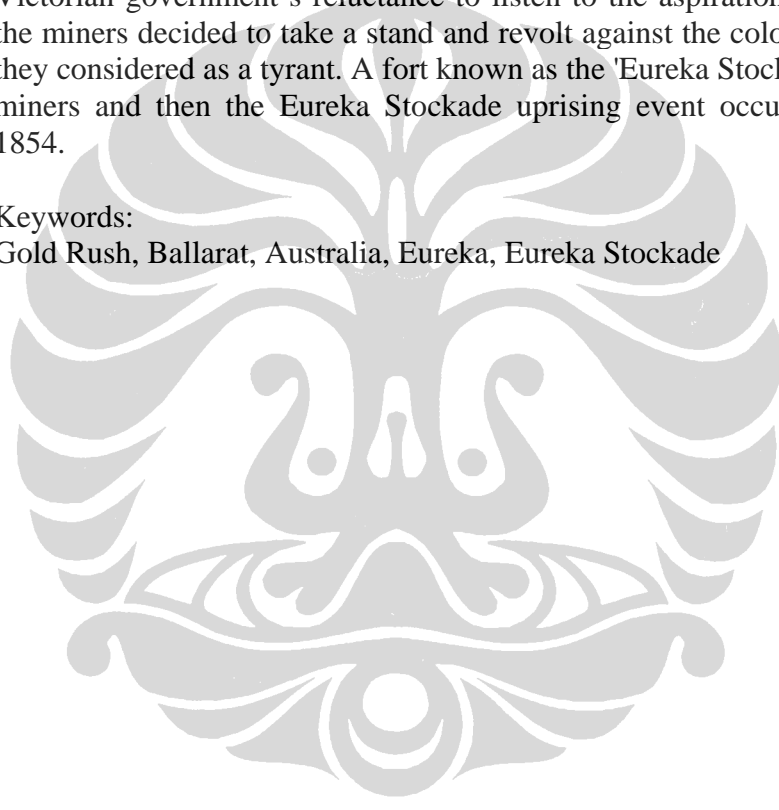 Victorian government's reluctance to listen to the aspiration
the miners decided to take a stand and revolt against the colo
they considered as a tyrant. A fort known as the 'Eureka Stock
miners and then the Eureka Stockade uprising event occu
1854.
Keywords:
Gold Rush, Ballarat, Australia, Eureka, Eureka Stockade